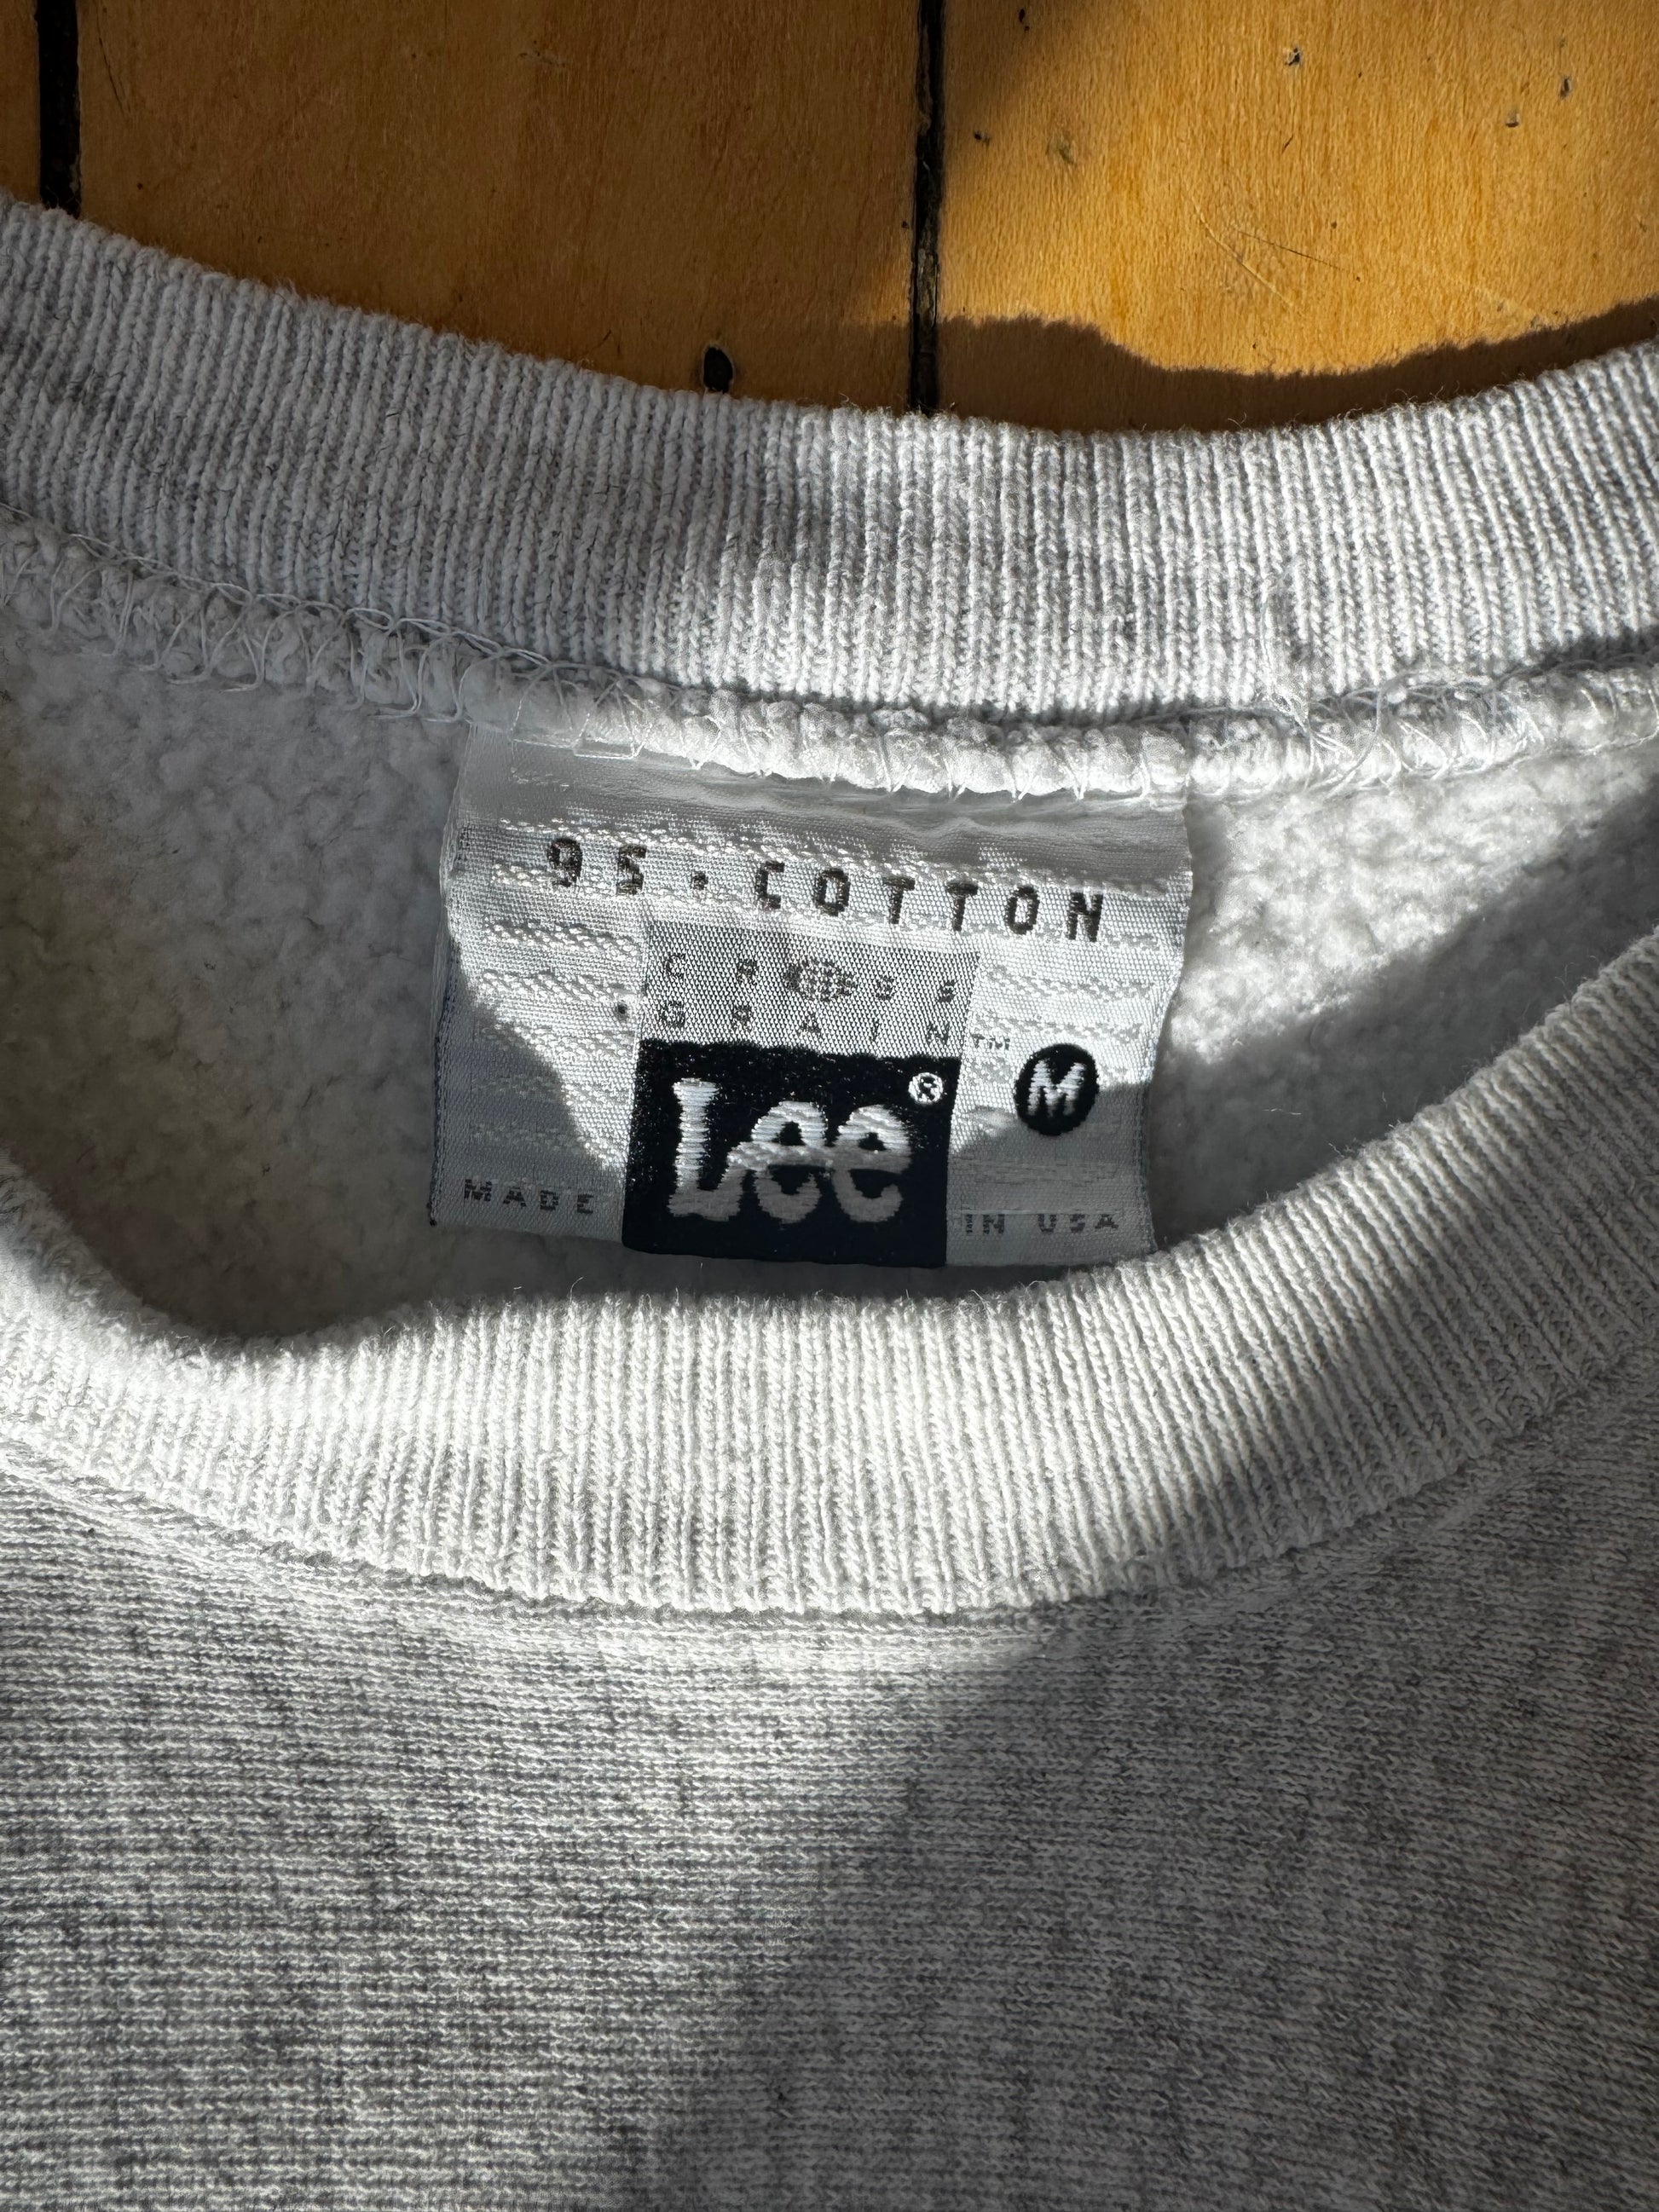 95 · COTTON
CROSS
GRAIN™
Lee®
M
MADE IN USA